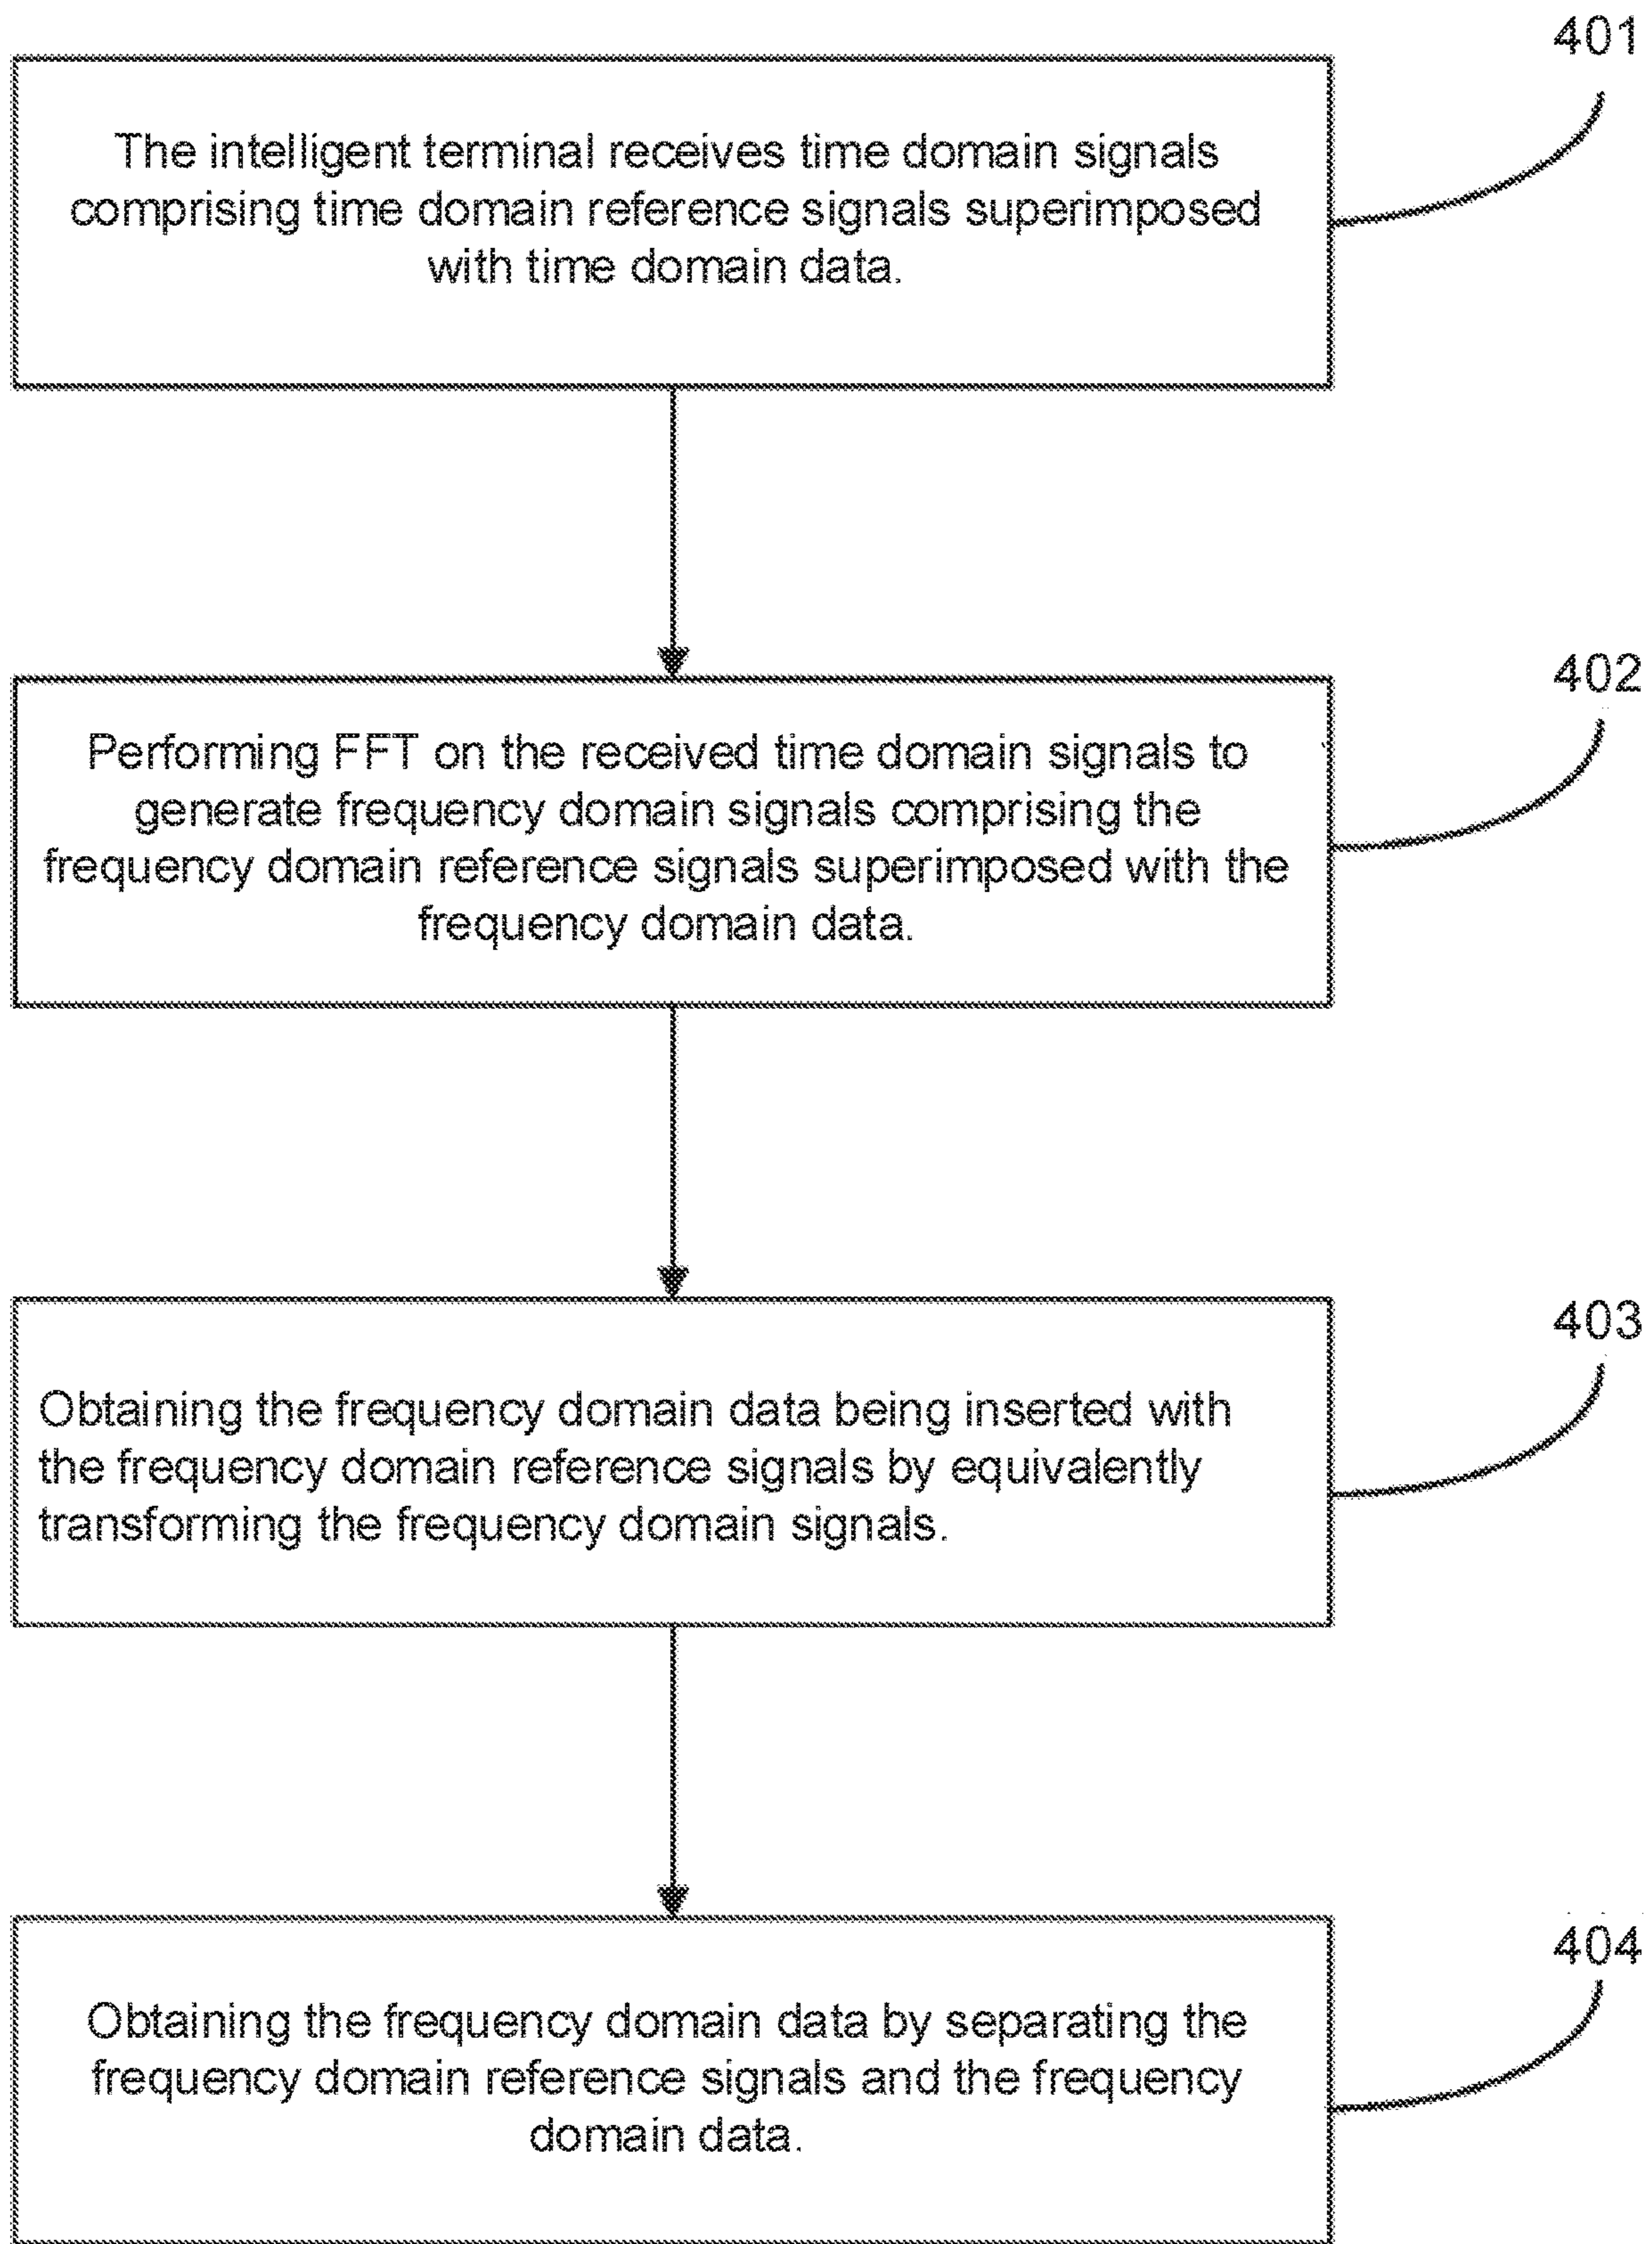 401
The intelligent terminal receives time domain signals
comprising time domain reference signals superimposed
with time domain data.
402
Performing FFT on the received time domain signals to
generate frequency domain signals comprising the
frequency domain reference signals superimposed with the
frequency domain data.
403
Obtaining the frequency domain data being inserted with
the frequency domain reference signals by equivalently
transforming the frequency domain signals.
404
Obtaining the frequency domain data by separating the
frequency domain reference signals and the frequency
domain data.